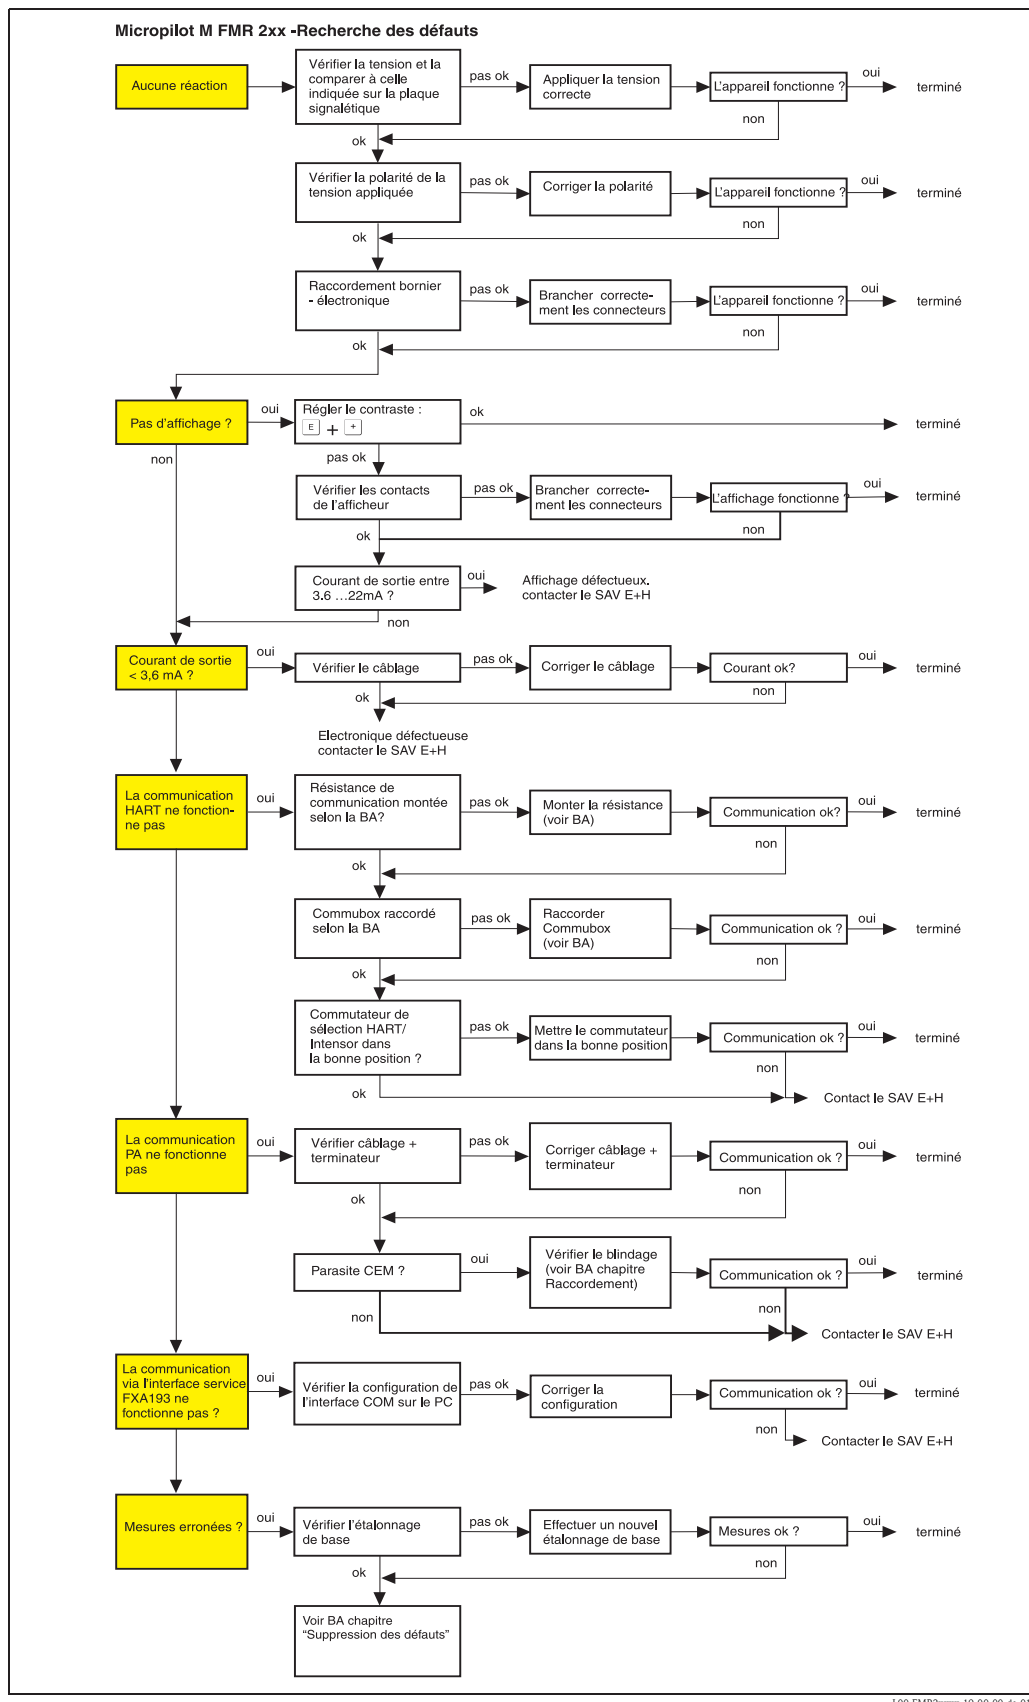 Micropilot M FMR 2xx -Recherche des défauts
Aucune réaction
Vérifier la tension et la
comparer à celle
indiquée sur la plaque
signalétique
pas ok
Appliquer la tension
correcte
L'appareil fonctionne ?
oui
terminé
non
ok
Vérifier la polarité de la
tension appliquée
pas ok
Corriger la polarité
L'appareil fonctionne ?
oui
terminé
non
ok
Raccordement bornier
- électronique
pas ok
Brancher correcte-
ment les connecteurs
L'appareil fonctionne ?
oui
terminé
non
ok
Pas d'affichage ?
oui
Régler le contraste :
E + +
ok
terminé
non
pas ok
Vérifier les contacts
de l'afficheur
pas ok
Brancher correcte-
ment les connecteurs
L'affichage fonctionne ?
oui
terminé
non
ok
Courant de sortie entre
3.6 ...22mA ?
oui
Affichage défectueux.
contacter le SAV E+H
non
Courant de sortie
< 3,6 mA ?
oui
Vérifier le câblage
pas ok
Corriger le câblage
Courant ok?
oui
terminé
non
ok
Electronique défectueuse
contacter le SAV E+H
La communication
HART ne fonction-
ne pas
oui
Résistance de
communication montée
selon la BA?
pas ok
Monter la résistance
(voir BA)
Communication ok?
oui
terminé
non
ok
Commubox raccordé
selon la BA
pas ok
Raccorder
Commubox
(voir BA)
Communication ok ?
oui
terminé
non
ok
Commutateur de
sélection HART/
Intensor dans
la bonne position ?
pas ok
Mettre le commutateur
dans la bonne position
Communication ok ?
oui
terminé
non
ok
Contact le SAV E+H
La communication
PA ne fonctionne
pas
oui
Vérifier câblage +
terminateur
pas ok
Corriger câblage +
terminateur
Communication ok ?
oui
terminé
non
ok
Parasite CEM ?
oui
Vérifier le blindage
(voir BA chapitre
Raccordement)
Communication ok ?
oui
terminé
non
non
Contacter le SAV E+H
La communication
via l'interface service
FXA193 ne
fonctionne pas ?
oui
Vérifier la configuration de
l'interface COM sur le PC
pas ok
Corriger la
configuration
Communication ok ?
oui
terminé
non
Contacter le SAV E+H
Mesures erronées ?
oui
Vérifier l'étalonnage
de base
pas ok
Effectuer un nouvel
étalonnage de base
Mesures ok ?
oui
terminé
non
ok
Voir BA chapitre
"Suppression des défauts"